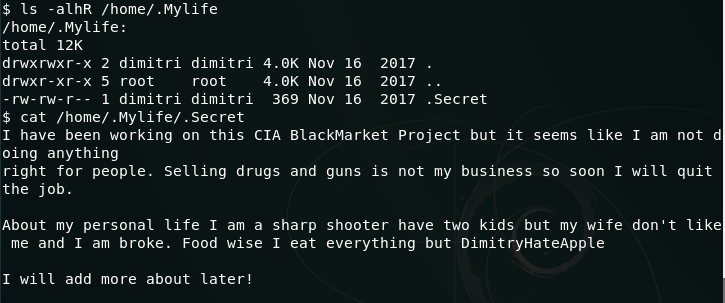 $ ls -alhR /home/.Mylife
/home/.Mylife:
total 12K
drwxrwxr-x 2 dimitri dimitri 4.0K Nov 16  2017 .
drwxr-xr-x 5 root    root    4.0K Nov 16  2017 ..
-rw-rw-r-- 1 dimitri dimitri  369 Nov 16  2017 .Secret
$ cat /home/.Mylife/.Secret
I have been working on this CIA BlackMarket Project but it seems like I am not d
oing anything
right for people. Selling drugs and guns is not my business so soon I will quit
the job.

About my personal life I am a sharp shooter have two kids but my wife don't like
 me and I am broke. Food wise I eat everything but DimitryHateApple

I will add more about later!